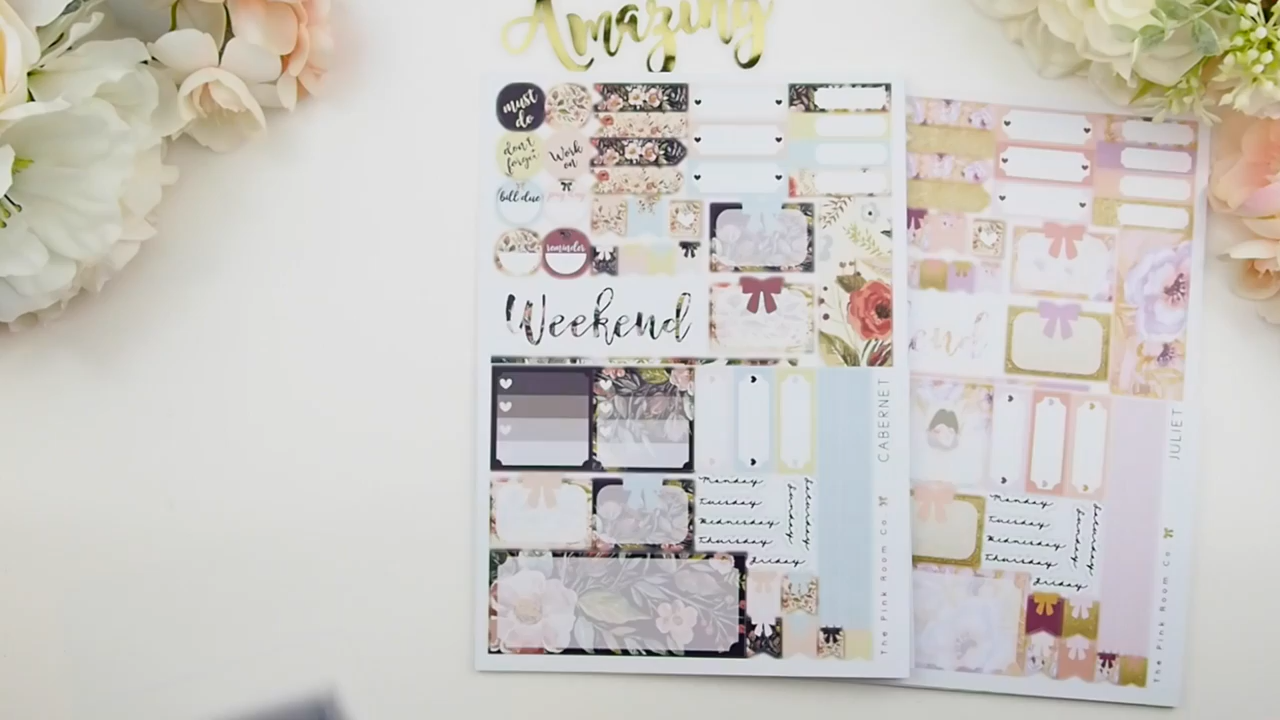 Amazing
must
do
don't
forget
Work
on
bill due
reminder
Weekend
CABERNET
Monday
Tuesday
Wednesday
Thursday
Friday
Saturday
Sunday
The Pink Room Co
end
JULIET
Monday
Tuesday
Wednesday
Thursday
Friday
Saturday
Sunday
The Pink Room Co